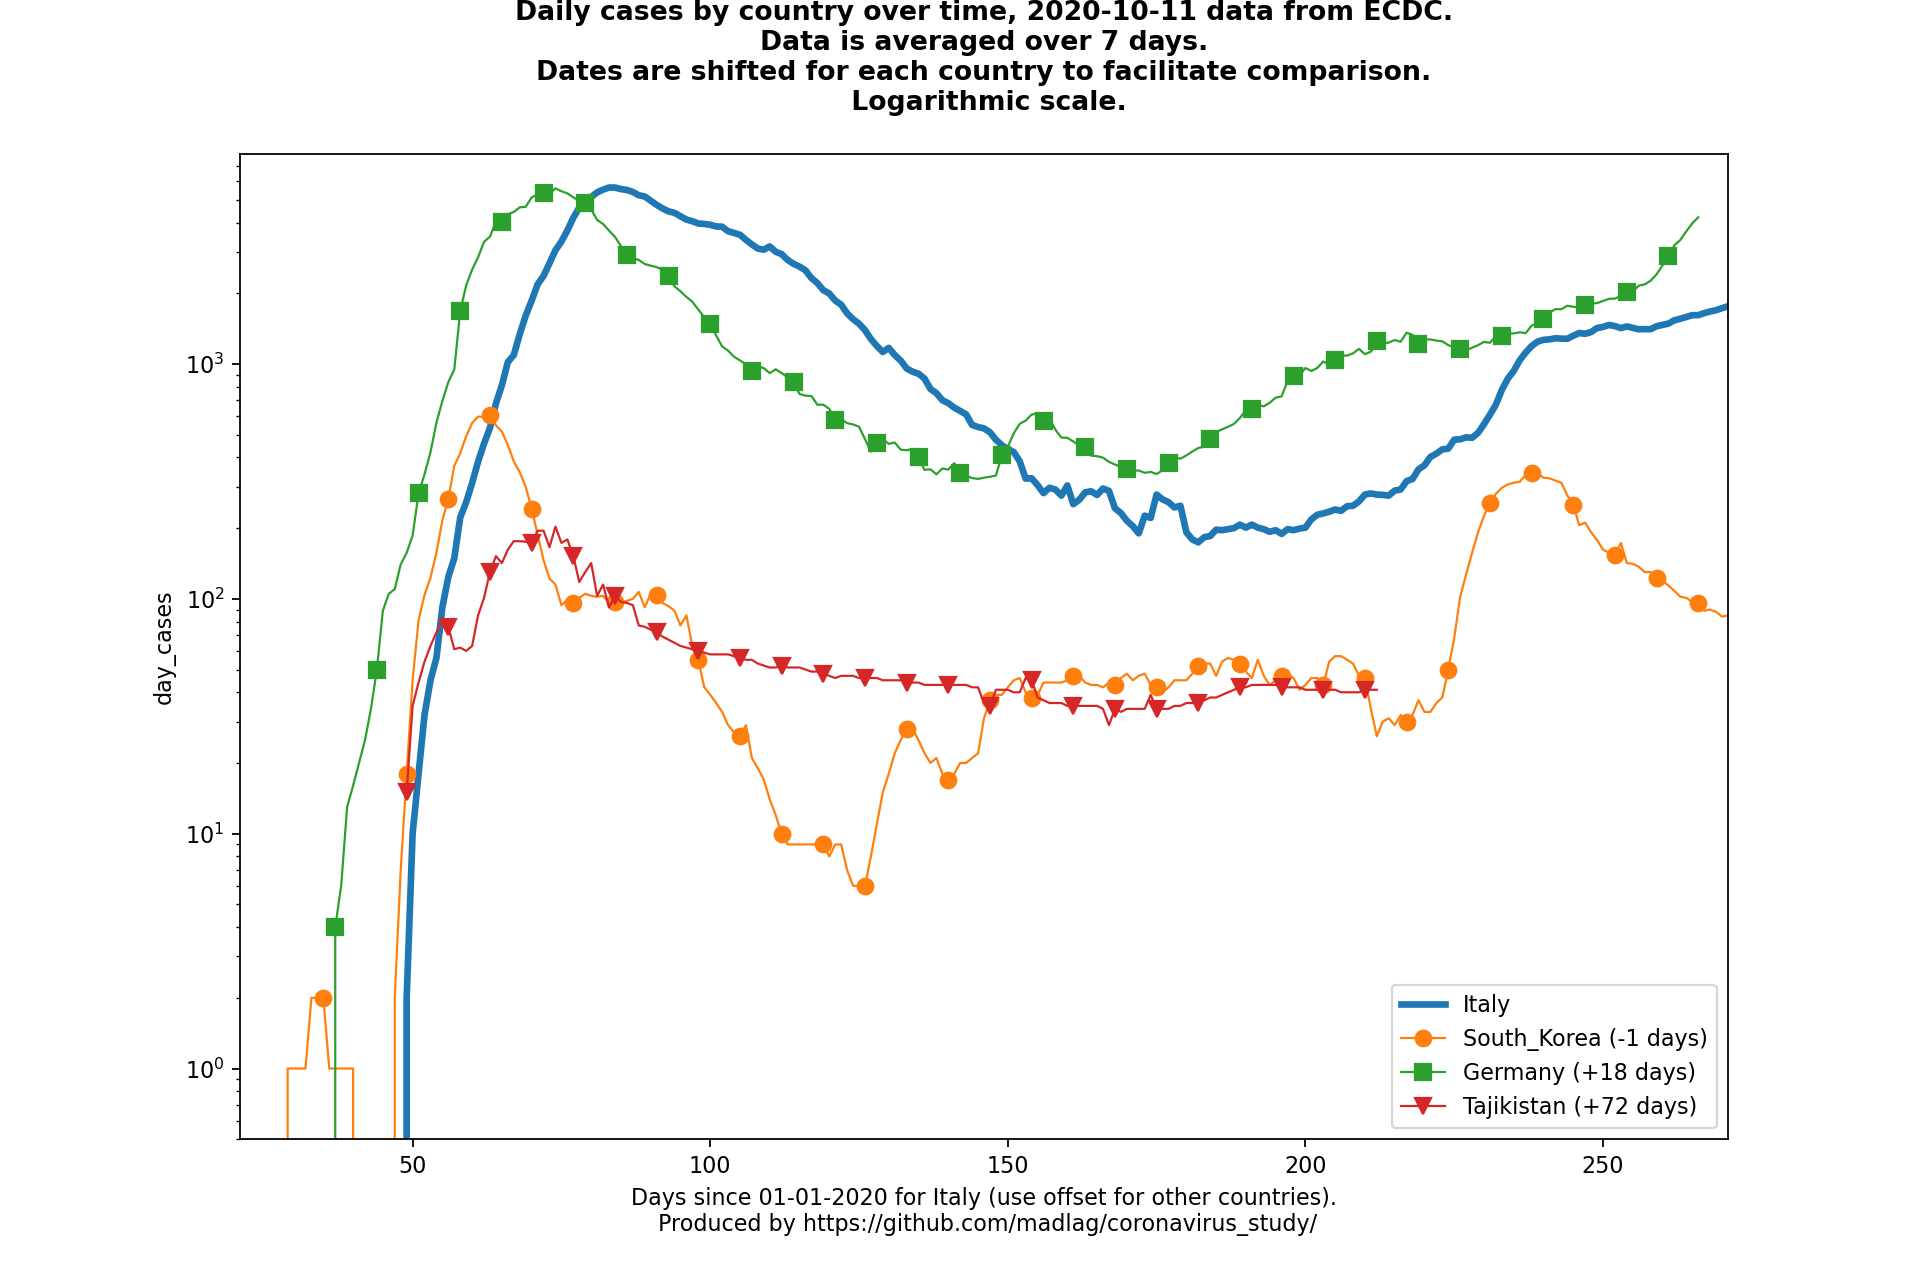 Daily cases by country over time, 2020-10-11 data from ECDC.
Data is averaged over 7 days.
Dates are shifted for each country to facilitate comparison.
Logarithmic scale.
day_cases
10³
10²
10¹
10⁰
50 100 150 200 250
Italy
South_Korea (-1 days)
Germany (+18 days)
Tajikistan (+72 days)
Days since 01-01-2020 for Italy (use offset for other countries).
Produced by https://github.com/madlag/coronavirus_study/